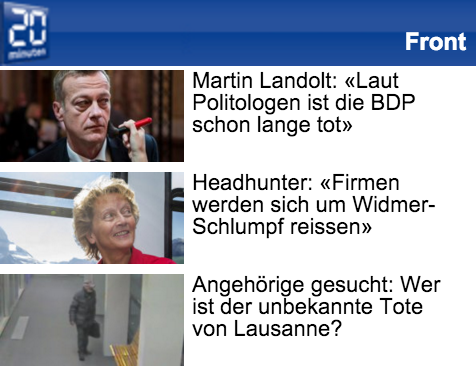 20
minuten
Front
Martin Landolt: «Laut
Politologen ist die BDP
schon lange tot»
Headhunter: «Firmen
werden sich um Widmer-
Schlumpf reissen»
Angehörige gesucht: Wer
ist der unbekannte Tote
von Lausanne?